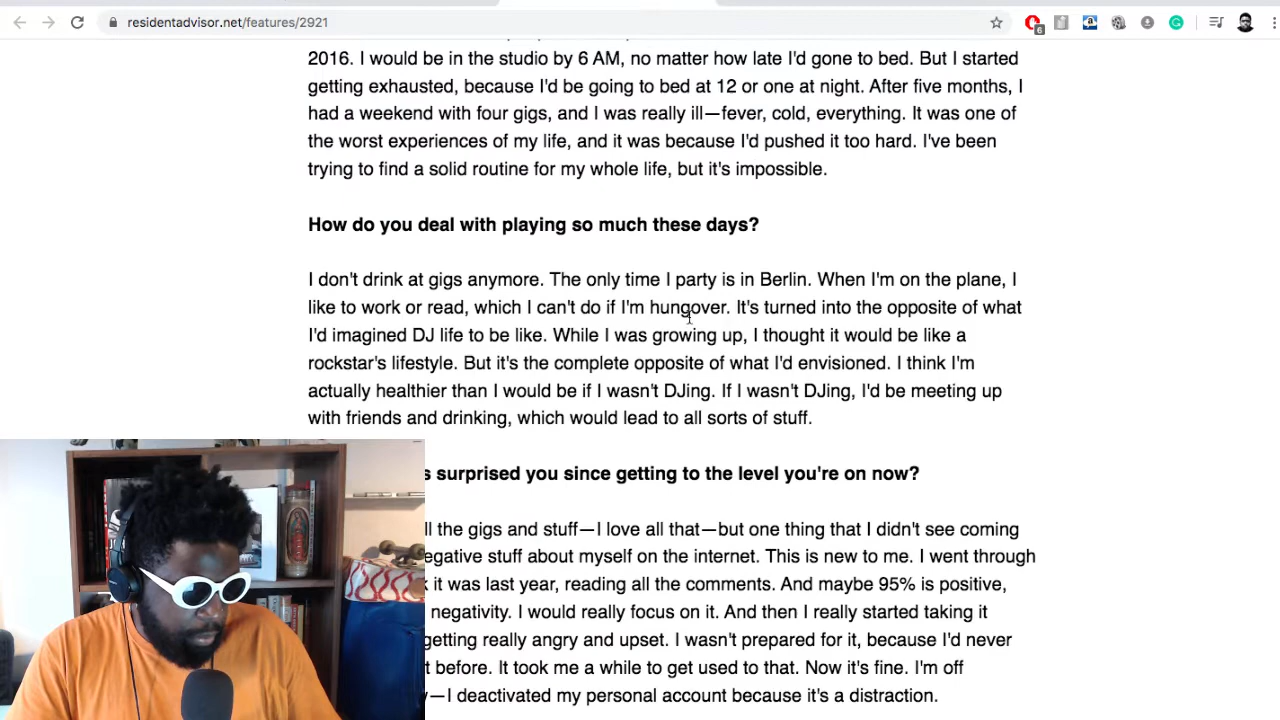 residentadvisor.net/features/2921
6
2016. I would be in the studio by 6 AM, no matter how late I'd gone to bed. But I started
getting exhausted, because I'd be going to bed at 12 or one at night. After five months, I
had a weekend with four gigs, and I was really ill—fever, cold, everything. It was one of
the worst experiences of my life, and it was because I'd pushed it too hard. I've been
trying to find a solid routine for my whole life, but it's impossible.
How do you deal with playing so much these days?
I don't drink at gigs anymore. The only time I party is in Berlin. When I'm on the plane, I
like to work or read, which I can't do if I'm hungover. It's turned into the opposite of what
I'd imagined DJ life to be like. While I was growing up, I thought it would be like a
rockstar's lifestyle. But it's the complete opposite of what I'd envisioned. I think I'm
actually healthier than I would be if I wasn't DJing. If I wasn't DJing, I'd be meeting up
with friends and drinking, which would lead to all sorts of stuff.
s surprised you since getting to the level you're on now?
ll the gigs and stuff—I love all that—but one thing that I didn't see coming
egative stuff about myself on the internet. This is new to me. I went through
it was last year, reading all the comments. And maybe 95% is positive,
negativity. I would really focus on it. And then I really started taking it
getting really angry and upset. I wasn't prepared for it, because I'd never
t before. It took me a while to get used to that. Now it's fine. I'm off
—I deactivated my personal account because it's a distraction.